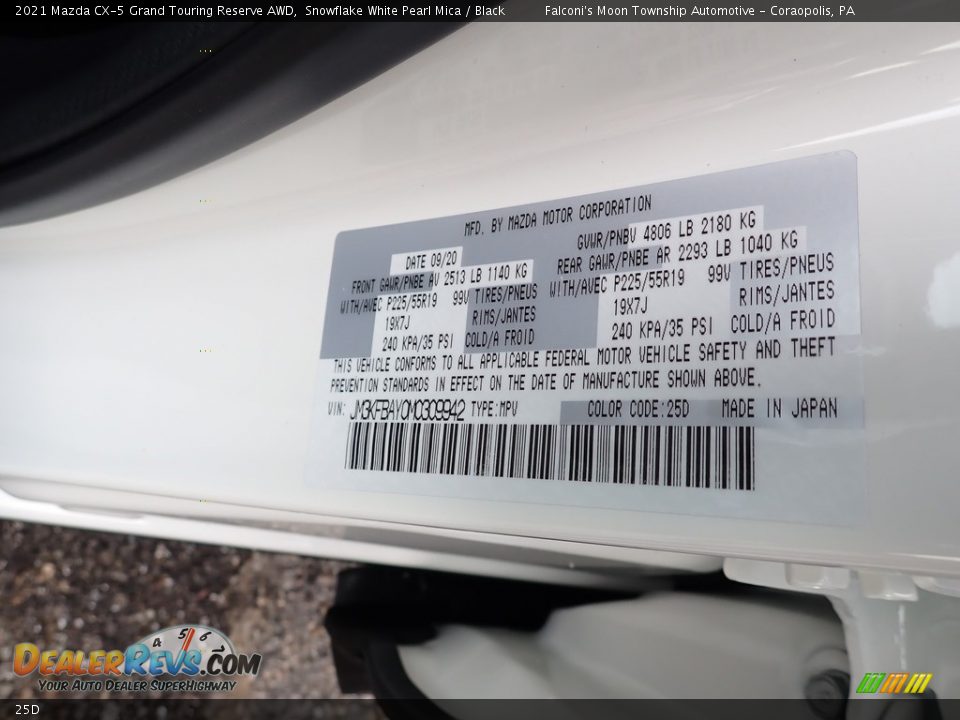 2021 Mazda CX-5 Grand Touring Reserve AWD, Snowflake White Pearl Mica / Black Falconi's Moon Township Automotive - Coraopolis, PA
MFD. BY MAZDA MOTOR CORPORATION
DATE 09/20 GVWR/PNBV 4806 LB 2180 KG
FRONT GAWR/PNBE AV 2513 LB 1140 KG REAR GAWR/PNBE AR 2293 LB 1040 KG
WITH/AVEC P225/55R19 99V TIRES/PNEUS WITH/AVEC P225/55R19 99V TIRES/PNEUS
19X7J RIMS/JANTES 19X7J RIMS/JANTES
240 KPA/35 PSI COLD/A FROID 240 KPA/35 PSI COLD/A FROID
THIS VEHICLE CONFORMS TO ALL APPLICABLE FEDERAL MOTOR VEHICLE SAFETY AND THEFT
PREVENTION STANDARDS IN EFFECT ON THE DATE OF MANUFACTURE SHOWN ABOVE.
VIN: JM3KFBAY0M0309942 TYPE:MPV COLOR CODE:25D MADE IN JAPAN
4 5 6
DEALERREVS.COM
YOUR AUTO DEALER SUPERHIGHWAY
25D